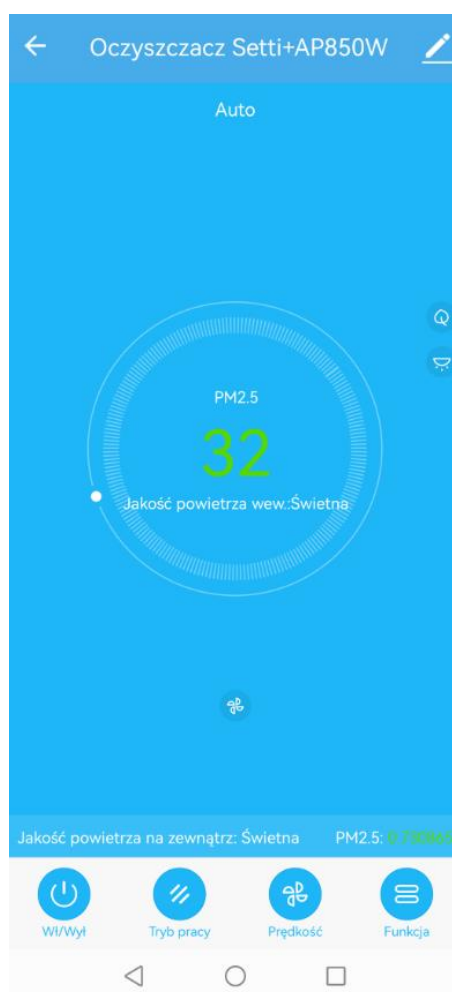 Oczyszczacz Setti+AP850W
Auto
PM2.5
32
Jakość powietrza wew.:Świetna
Jakość powietrza na zewnątrz: Świetna PM2.5:
Wł/Wył Tryb pracy Prędkość Funkcja